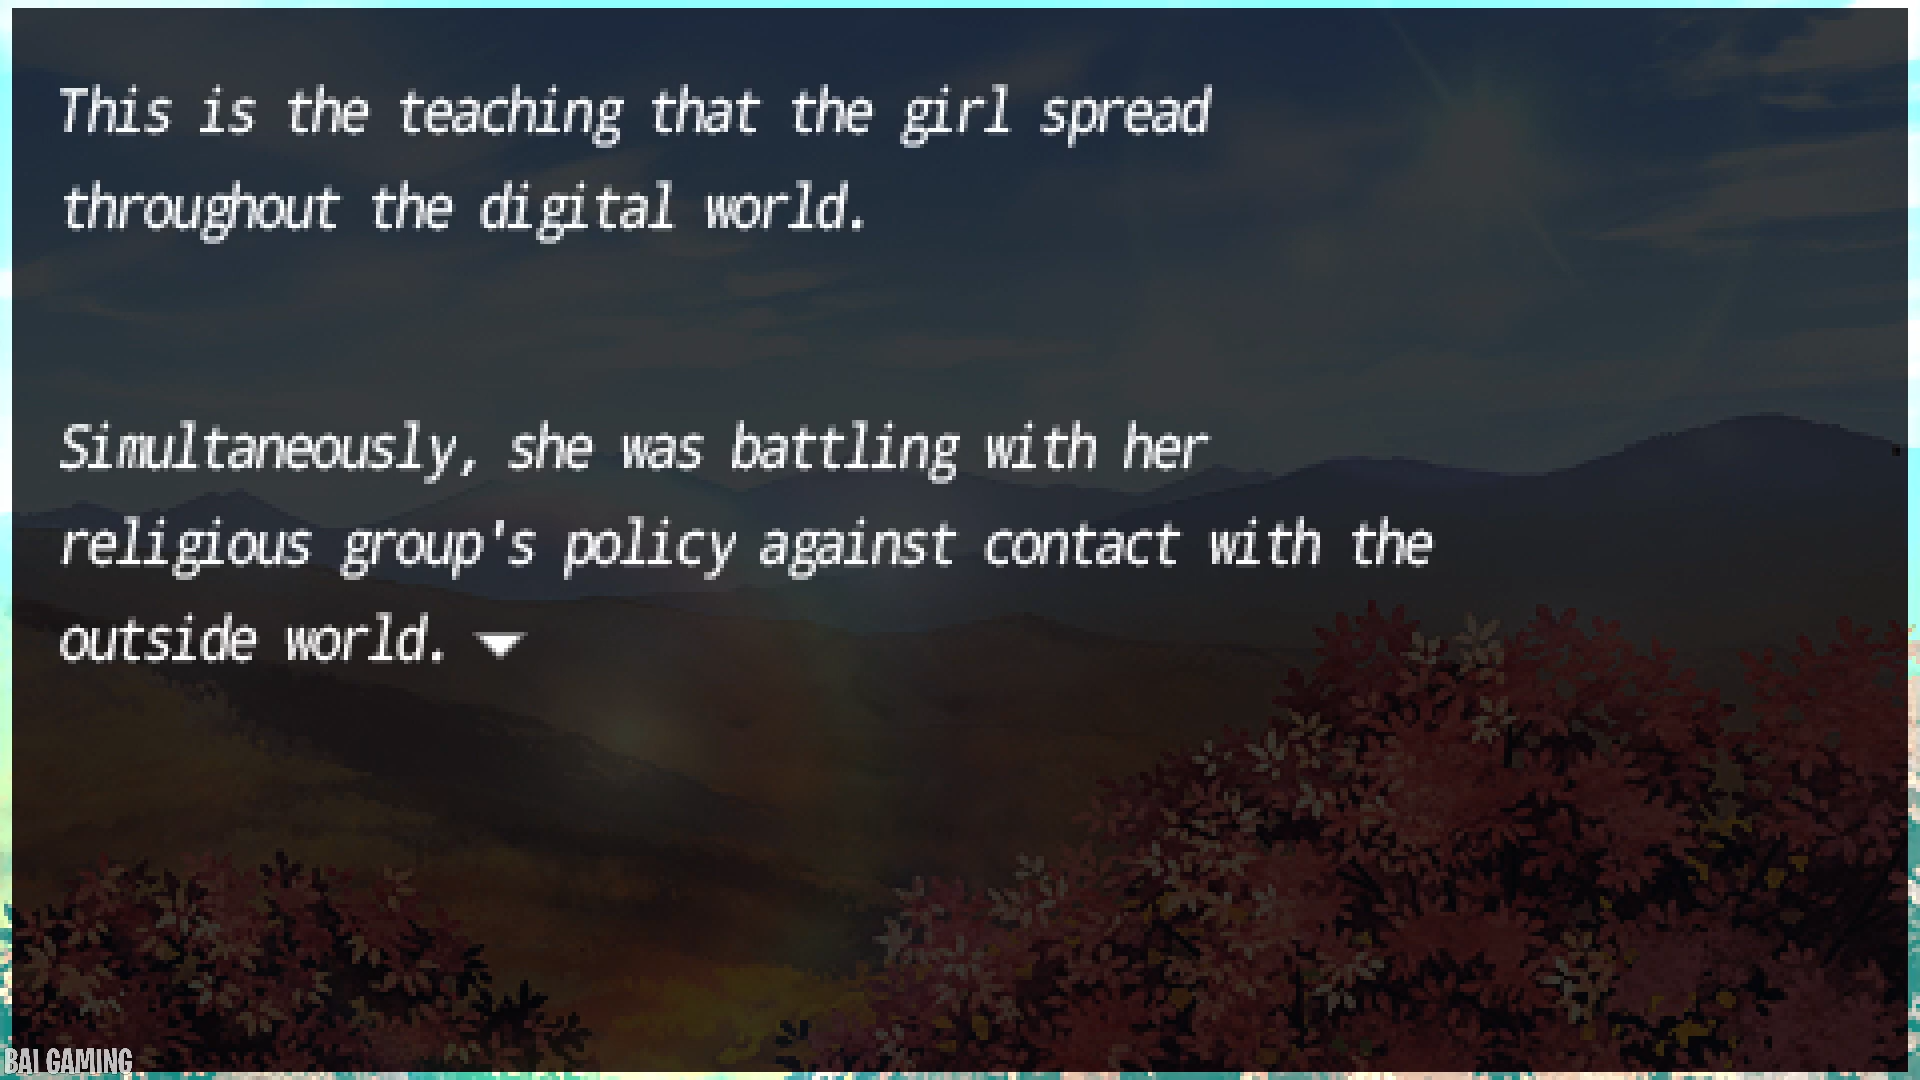 This is the teaching that the girl spread
throughout the digital world.
Simultaneously, she was battling with her
religious group's policy against contact with the
outside world.
BAI GAMING